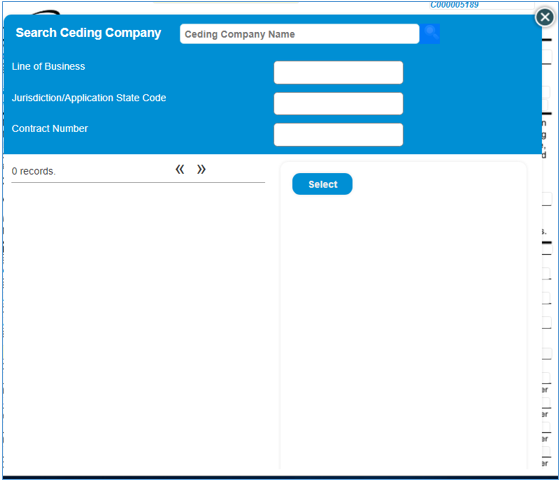 C000005189
Search Ceding Company
Ceding Company Name
Line of Business
Jurisdiction/Application State Code
Contract Number
0 records.
« »
Select